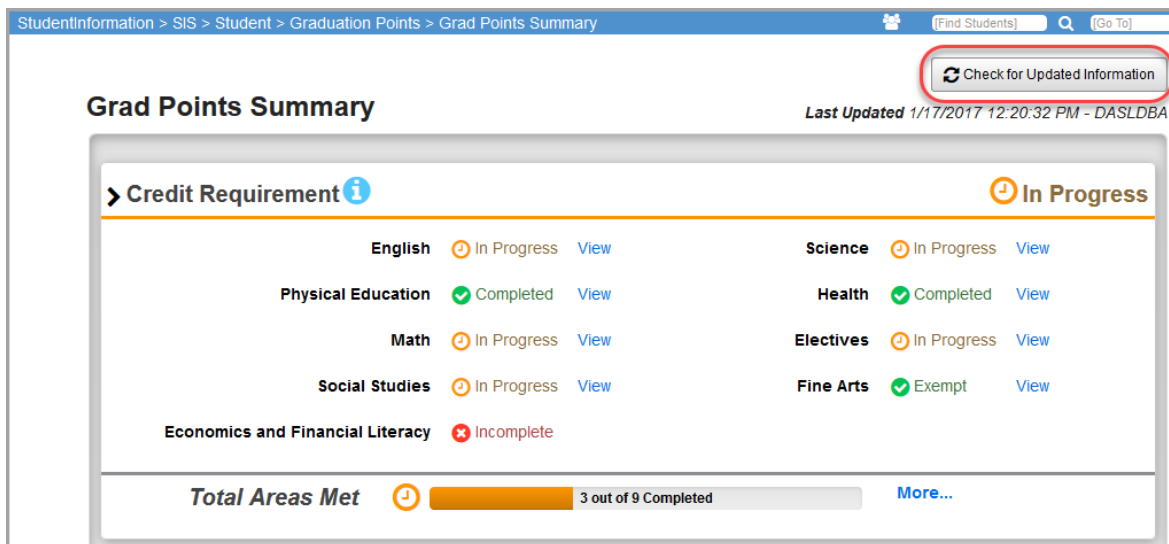 StudentInformation > SIS > Student > Graduation Points > Grad Points Summary [Find Students] [Go To]
Check for Updated Information
Grad Points Summary
Last Updated 1/17/2017 12:20:32 PM - DASLDBA
Credit Requirement i In Progress
English In Progress View Science In Progress View
Physical Education Completed View Health Completed View
Math In Progress View Electives In Progress View
Social Studies In Progress View Fine Arts Exempt View
Economics and Financial Literacy Incomplete
Total Areas Met 3 out of 9 Completed More...